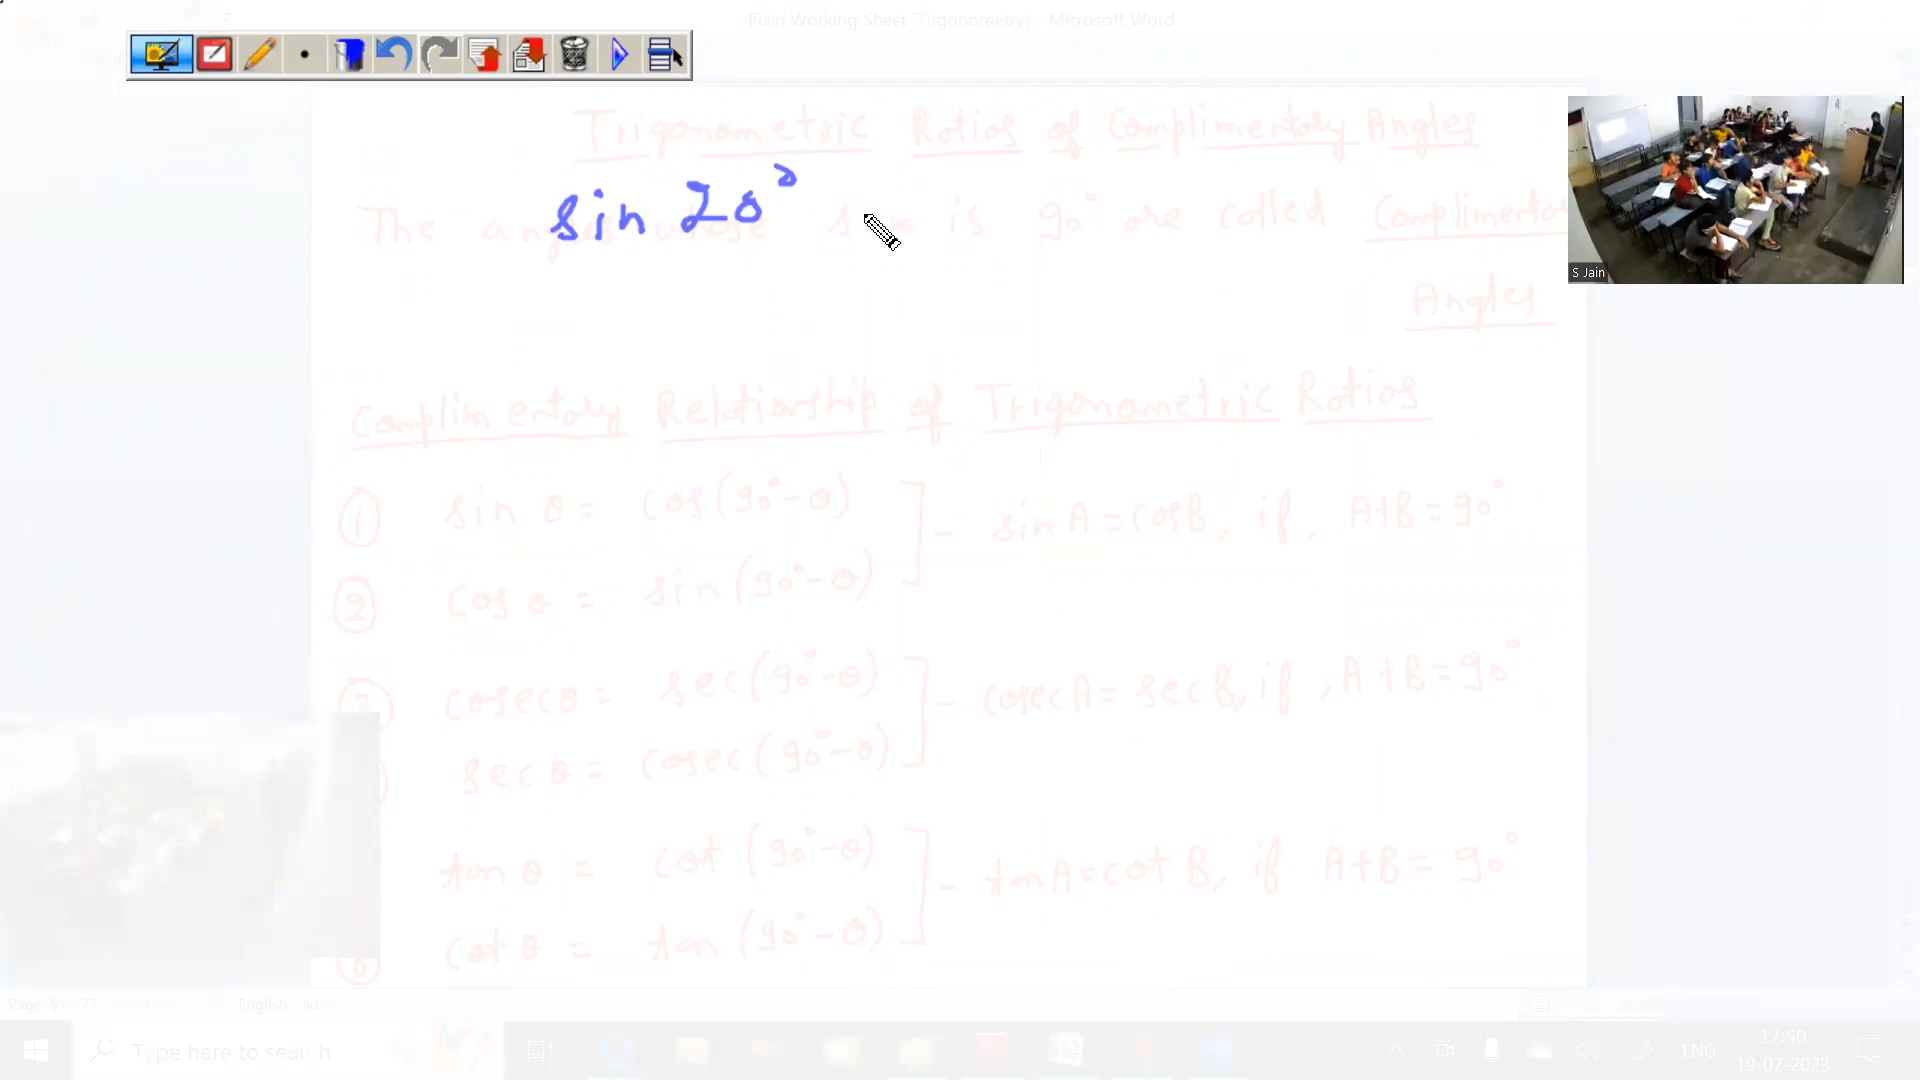 Plain Working Sheet (Trigonometry) - Microsoft Word
Trigonametric Ratios of Complimentary Angles
sin 20°
The angles whose sum is 90° are called Complimentary
Angles
S Jain
Complimentary Relationship of Trigonametric Ratios
① sin θ = cos(90°-θ) - sin A = cos B, if, A+B = 90°
② cos θ = sin(90°-θ)
cosec θ = sec(90°-θ) - cosec A = sec B, if, A+B = 90°
sec θ = cosec(90°-θ)
tan θ = cot (90°-θ) - tan A = cot B, if A+B = 90°
cot θ = tan (90°-θ)
English
Type here to search
ENG
17:50
19-07-2023